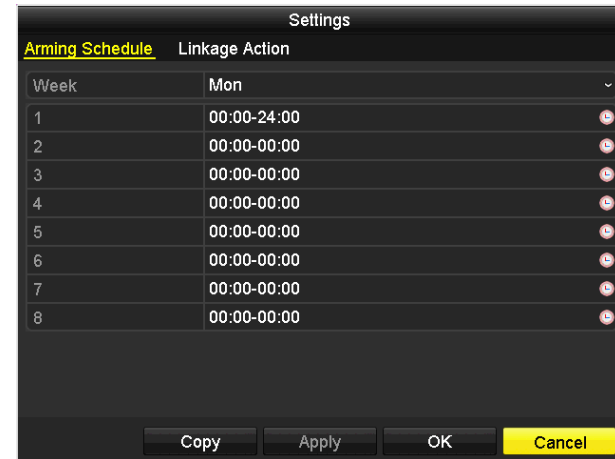 Settings
Arming Schedule Linkage Action
Week Mon
1 00:00-24:00
2 00:00-00:00
3 00:00-00:00
4 00:00-00:00
5 00:00-00:00
6 00:00-00:00
7 00:00-00:00
8 00:00-00:00
Copy Apply OK Cancel